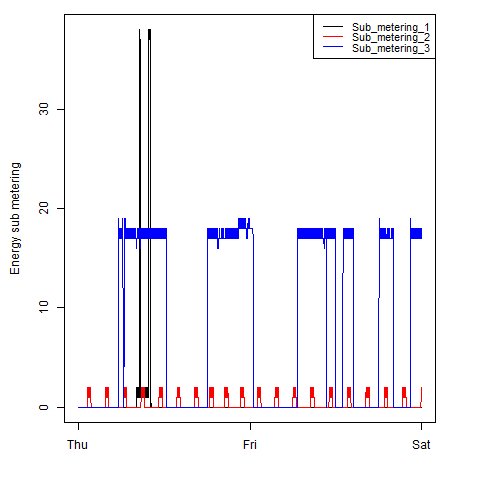 Sub_metering_1
Sub_metering_2
Sub_metering_3
Energy sub metering
30
20
10
0
Thu Fri Sat